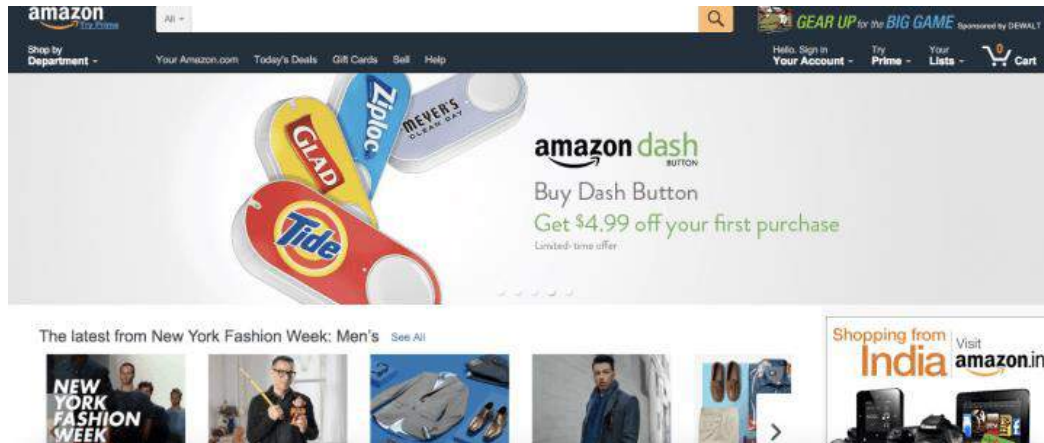 amazon
Try Prime
All
GEAR UP for the BIG GAME Sponsored by DEWALT
Shop by
Department
Your Amazon.com Today's Deals Gift Cards Sell Help
Hello. Sign in
Your Account
Try
Prime
Your
Lists
0
Cart
MEYER'S
CLEAN DAY
Ziploc
GLAD
Tide
amazon dash
BUTTON
Buy Dash Button
Get $4.99 off your first purchase
Limited-time offer
The latest from New York Fashion Week: Men's See All
NEW
YORK
FASHION
WEEK
Shopping from
India
Visit
amazon.in